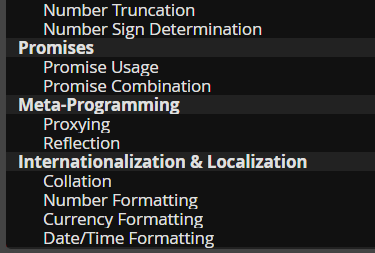 Number Truncation
Number Sign Determination
Promises
Promise Usage
Promise Combination
Meta-Programming
Proxying
Reflection
Internationalization & Localization
Collation
Number Formatting
Currency Formatting
Date/Time Formatting